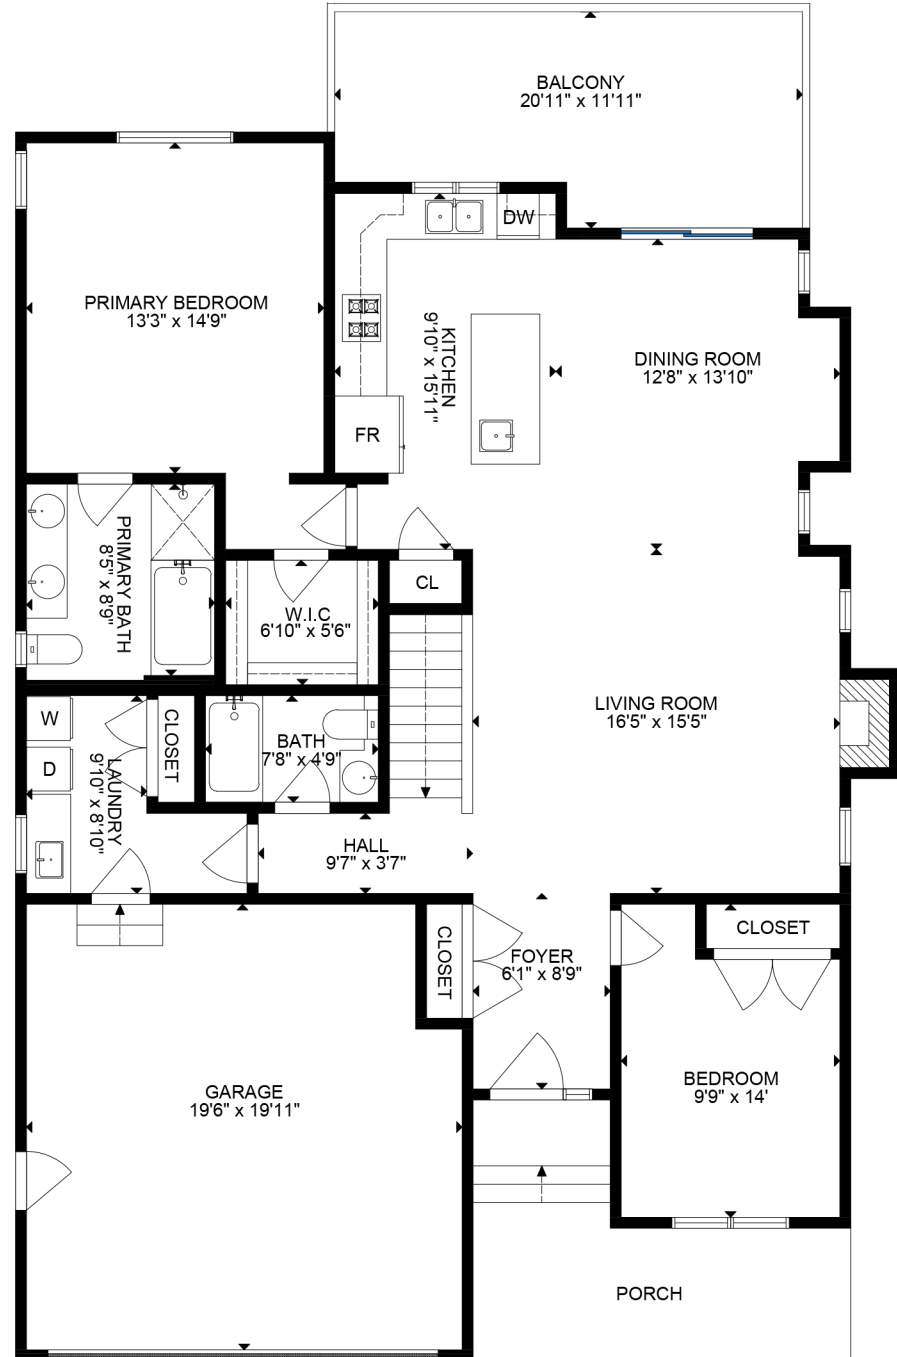 BALCONY
20'11" x 11'11"
DW
PRIMARY BEDROOM
13'3" x 14'9"
KITCHEN
9'10" x 15'11"
DINING ROOM
12'8" x 13'10"
FR
PRIMARY BATH
8'5" x 8'9"
CL
W.I.C
6'10" x 5'6"
LIVING ROOM
16'5" x 15'5"
W
D
LAUNDRY
9'10" x 8'10"
CLOSET
BATH
7'8" x 4'9"
HALL
9'7" x 3'7"
CLOSET
FOYER
6'1" x 8'9"
CLOSET
GARAGE
19'6" x 19'11"
BEDROOM
9'9" x 14'
PORCH